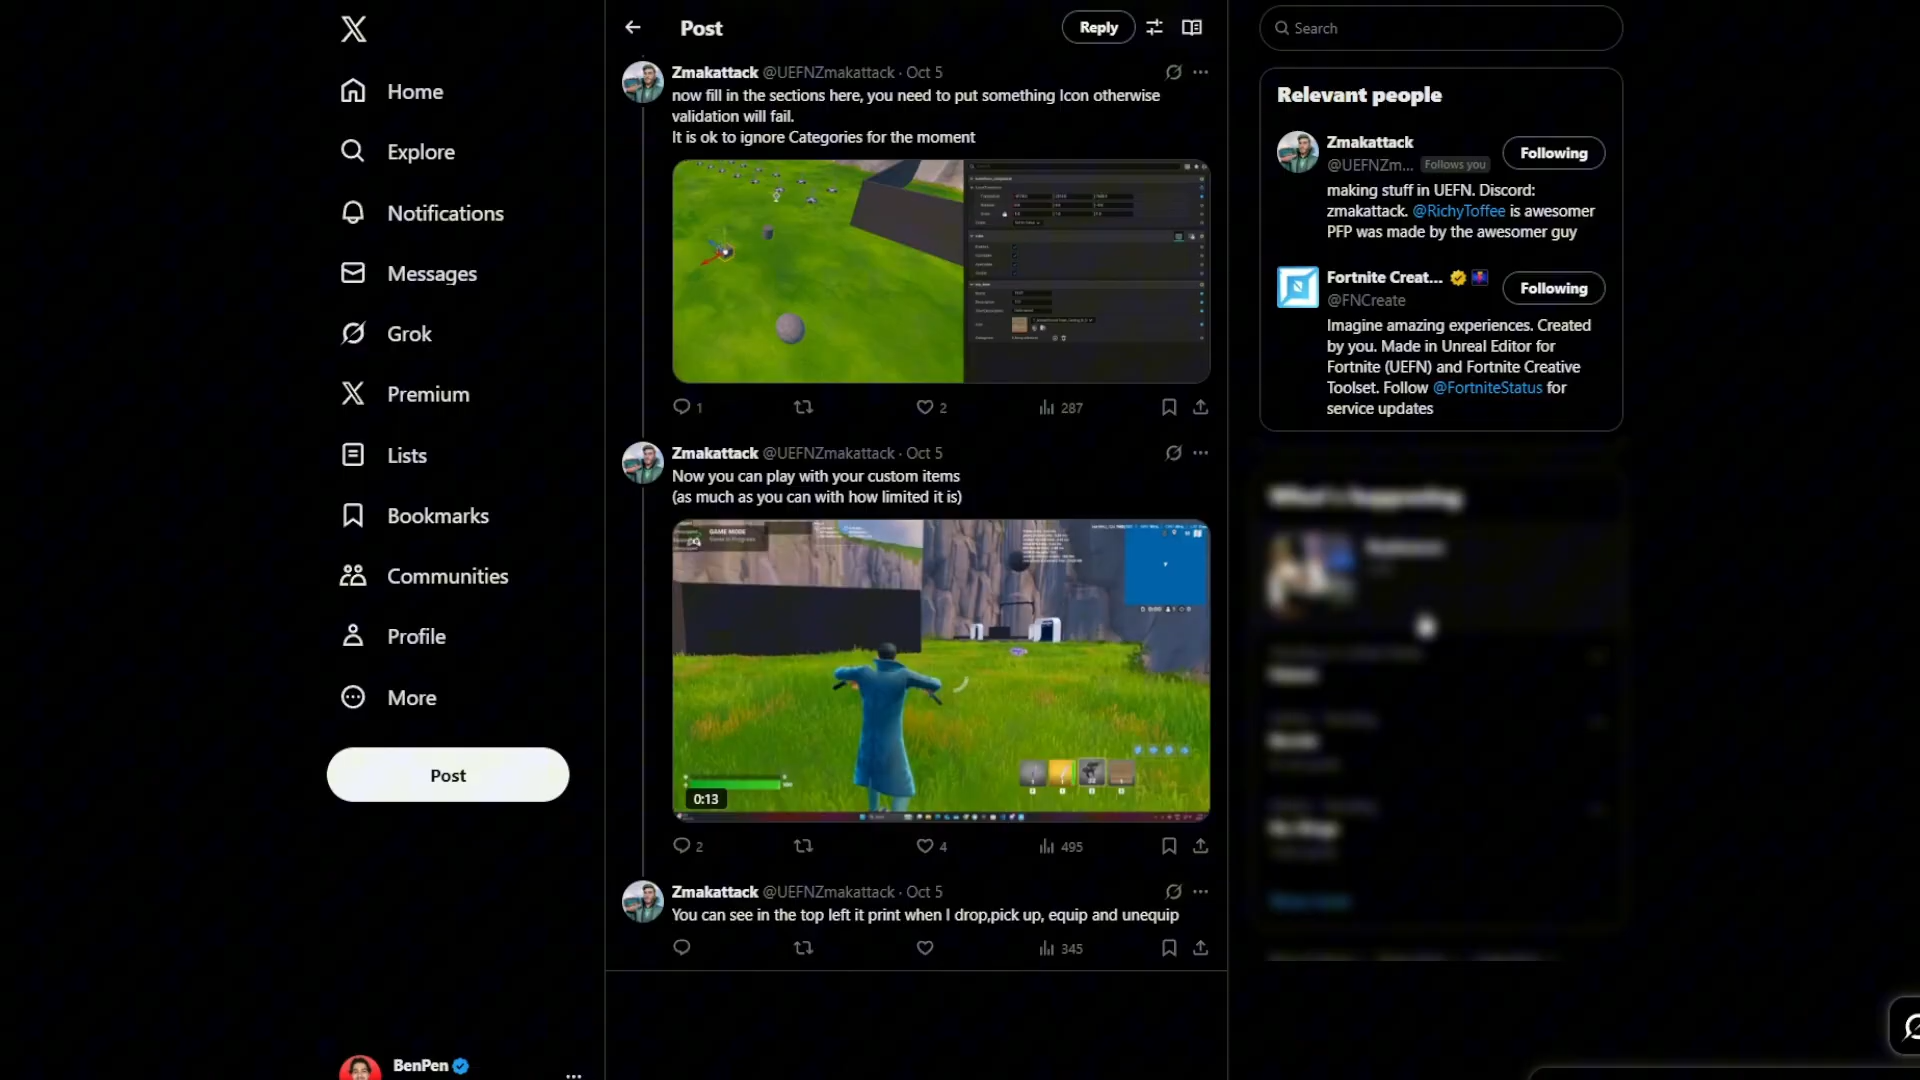 Home
Explore
Notifications
Messages
Grok
Premium
Lists
Bookmarks
Communities
Profile
More
Post
BenPen
Post
Reply
Zmakattack @UEFNZmakattack · Oct 5
now fill in the sections here, you need to put something Icon otherwise
validation will fail.
It is ok to ignore Categories for the moment
1
2
287
Zmakattack @UEFNZmakattack · Oct 5
Now you can play with your custom items
(as much as you can with how limited it is)
GAME MODE
0:13
2
4
495
Zmakattack @UEFNZmakattack · Oct 5
You can see in the top left it print when I drop,pick up, equip and unequip
345
Search
Relevant people
Zmakattack
@UEFNZm... Follows you
Following
making stuff in UEFN. Discord:
zmakattack. @RichyToffee is awesomer
PFP was made by the awesomer guy
Fortnite Creat...
@FNCreate
Following
Imagine amazing experiences. Created
by you. Made in Unreal Editor for
Fortnite (UEFN) and Fortnite Creative
Toolset. Follow @FortniteStatus for
service updates
What's happening